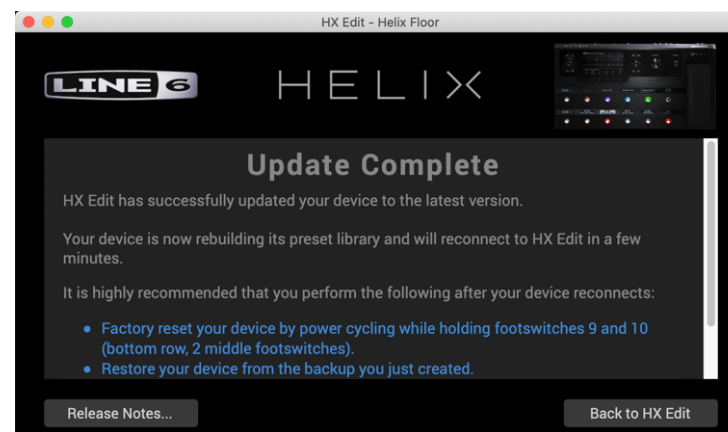 HX Edit - Helix Floor
LINE 6 HELIX
Update Complete
HX Edit has successfully updated your device to the latest version.
Your device is now rebuilding its preset library and will reconnect to HX Edit in a few
minutes.
It is highly recommended that you perform the following after your device reconnects:
• Factory reset your device by power cycling while holding footswitches 9 and 10
(bottom row, 2 middle footswitches).
• Restore your device from the backup you just created.
Release Notes... Back to HX Edit